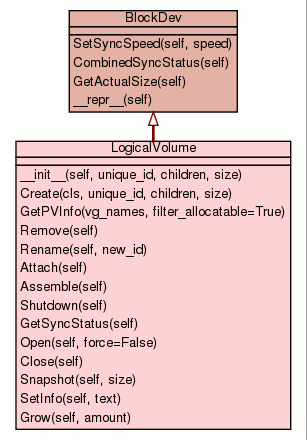 BlockDev
SetSyncSpeed(self, speed)
CombinedSyncStatus(self)
GetActualSize(self)
__repr__(self)
LogicalVolume
__init__(self, unique_id, children, size)
Create(cls, unique_id, children, size)
GetPVInfo(vg_names, filter_allocatable=True)
Remove(self)
Rename(self, new_id)
Attach(self)
Assemble(self)
Shutdown(self)
GetSyncStatus(self)
Open(self, force=False)
Close(self)
Snapshot(self, size)
SetInfo(self, text)
Grow(self, amount)